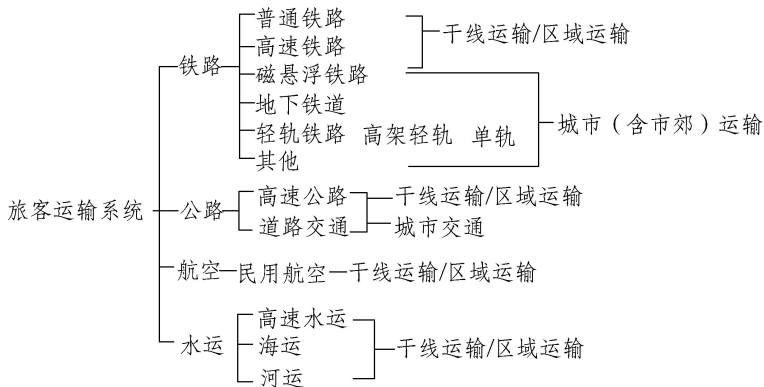 普通铁路
高速铁路
干线运输/区域运输
铁路
磁悬浮铁路
地下铁道
轻轨铁路 高架轻轨 单轨
其他
城市（含市郊）运输
旅客运输系统
公路
高速公路
干线运输/区域运输
道路交通
城市交通
航空
民用航空
干线运输/区域运输
水运
高速水运
海运
干线运输/区域运输
河运